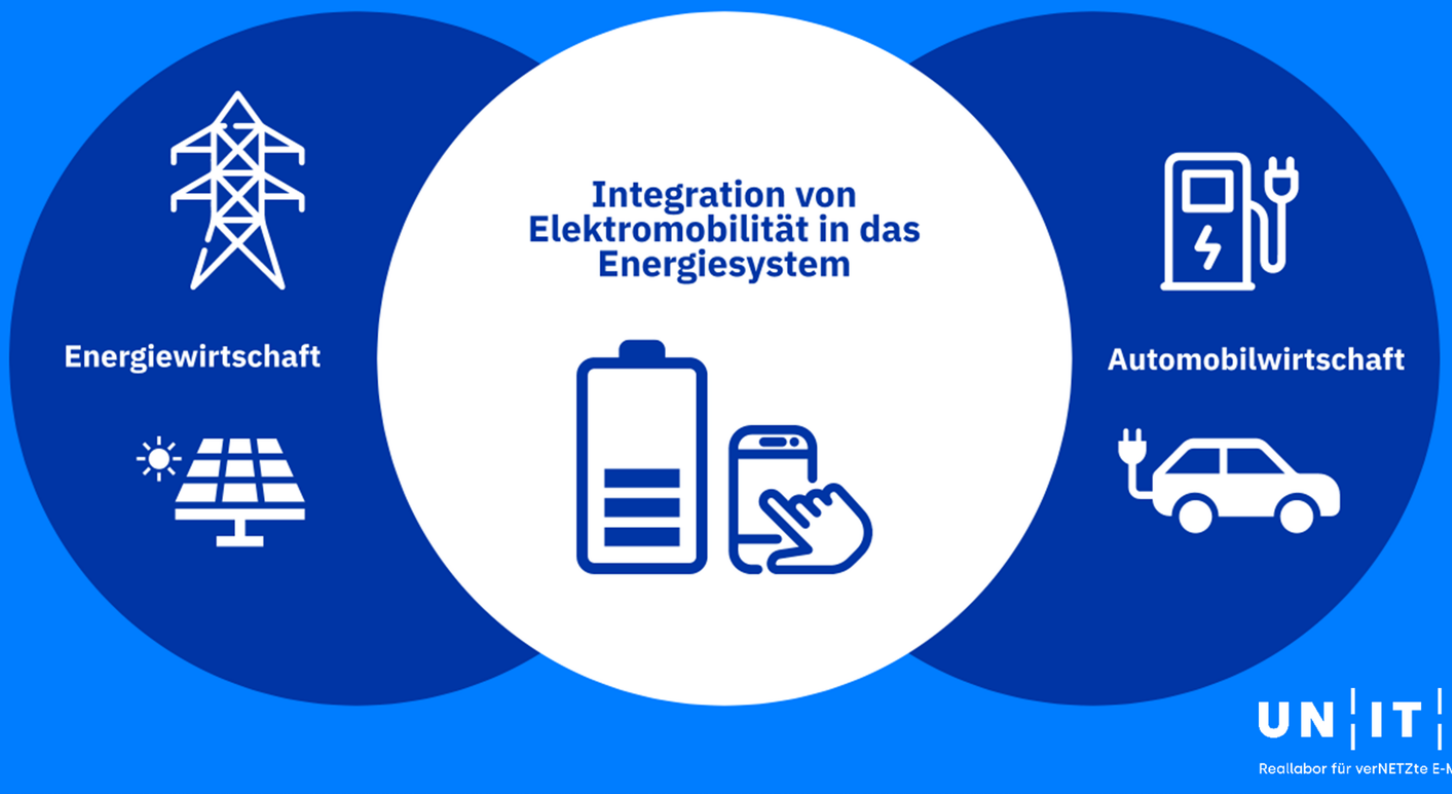 Integration von
Elektromobilität in das
Energiesystem
Energiewirtschaft
Automobilwirtschaft
UN IT
Reallabor für verNETZte